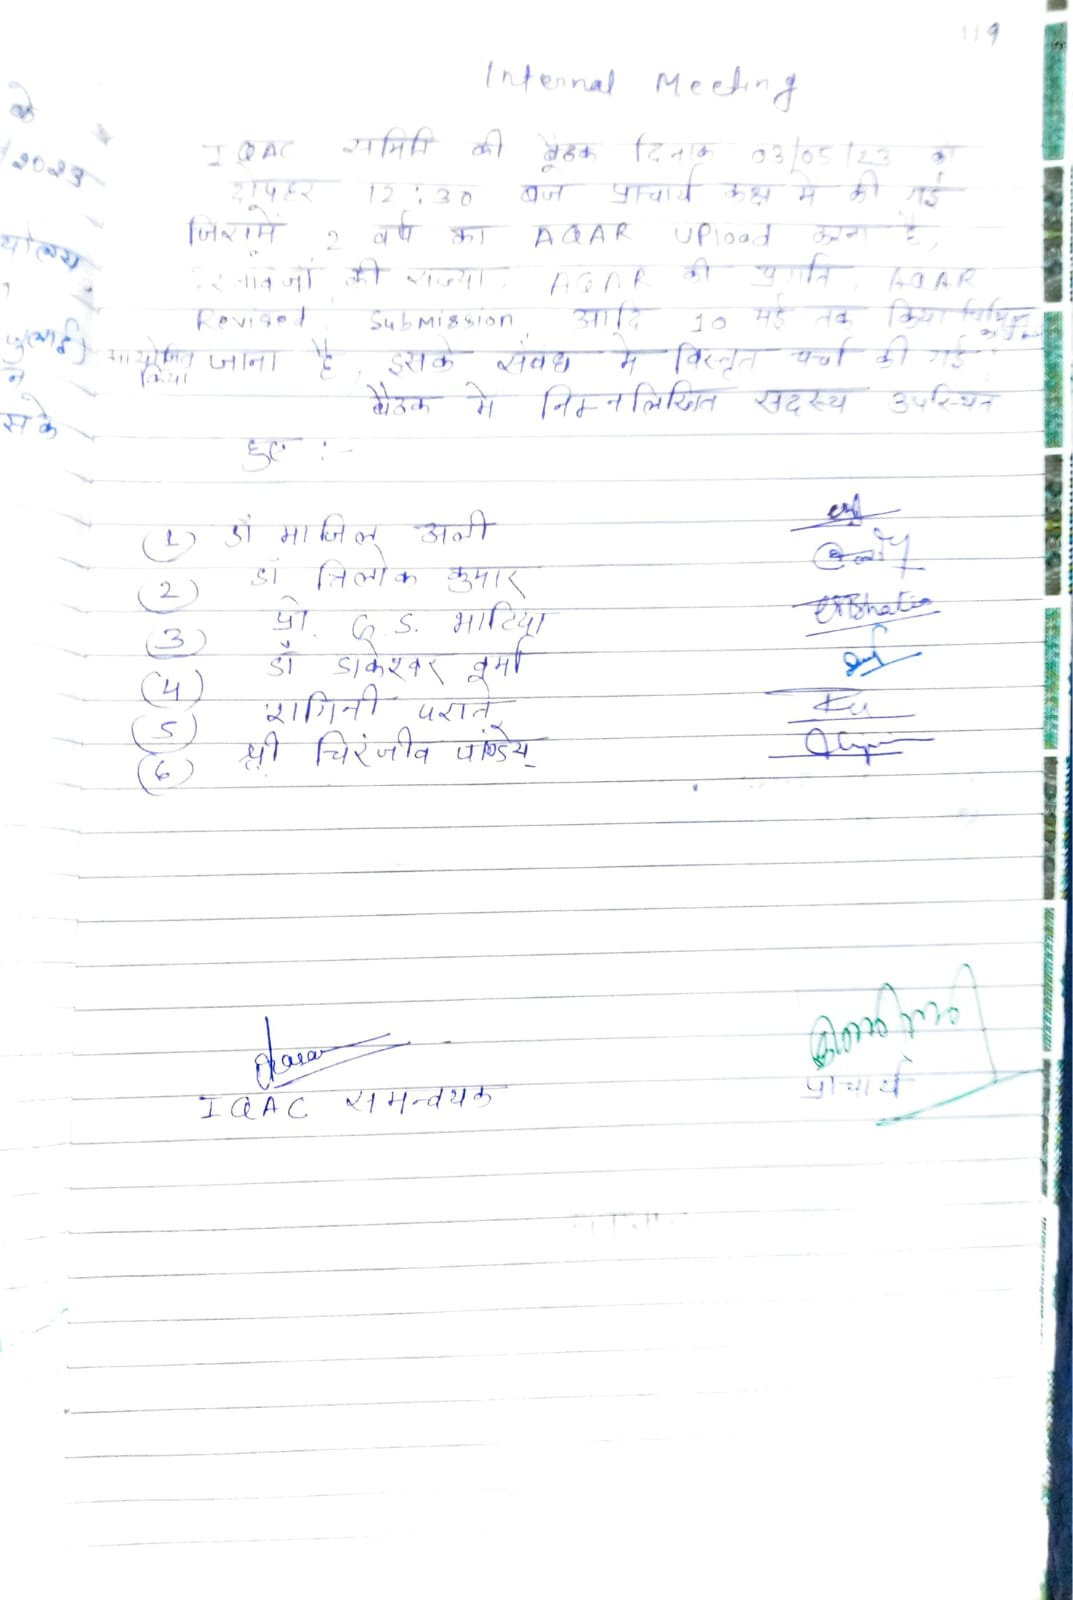 119
Internal Meeting
IQAC समिति की बैठक दिनांक 03/05/23 को
दोपहर 12:30 बजे प्राचार्य कक्ष में की गई
जिसमें 2 वर्ष का AQAR Upload करना है,
की संख्या, AQAR की प्रगति, AQAR
Revised Submission, आदि 10 मई तक किया
आयोजित किया जाना है, इसके संबंध में विस्तृत चर्चा की गई
बैठक में निम्नलिखित सदस्य उपस्थित
हुए :-
(1) डॉ माजिद अली
(2) डॉ त्रिलोक कुमार
(3) प्रो. G.S. भाटिया
(4) डॉ डाकेश्वर वर्मा
(5) रागिनी पराते
(6) श्री चिरंजीव पाण्डेय
IQAC समन्वयक
प्राचार्य
के
/2023
सके